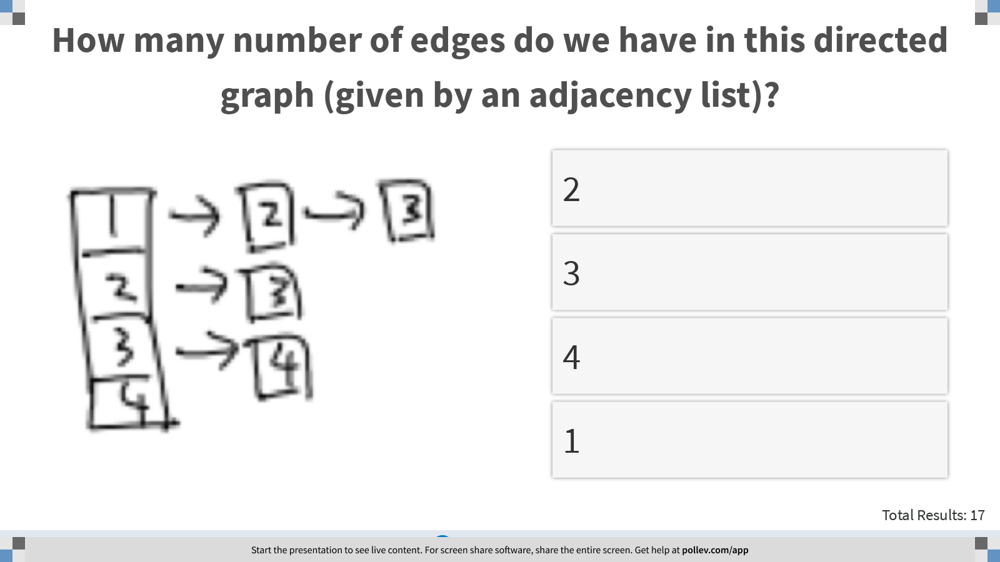 How many number of edges do we have in this directed
graph (given by an adjacency list)?
1 → 2 → 3
2 → 3
3 → 4
4
2
3
4
1
Total Results: 17
Start the presentation to see live content. For screen share software, share the entire screen. Get help at pollev.com/app